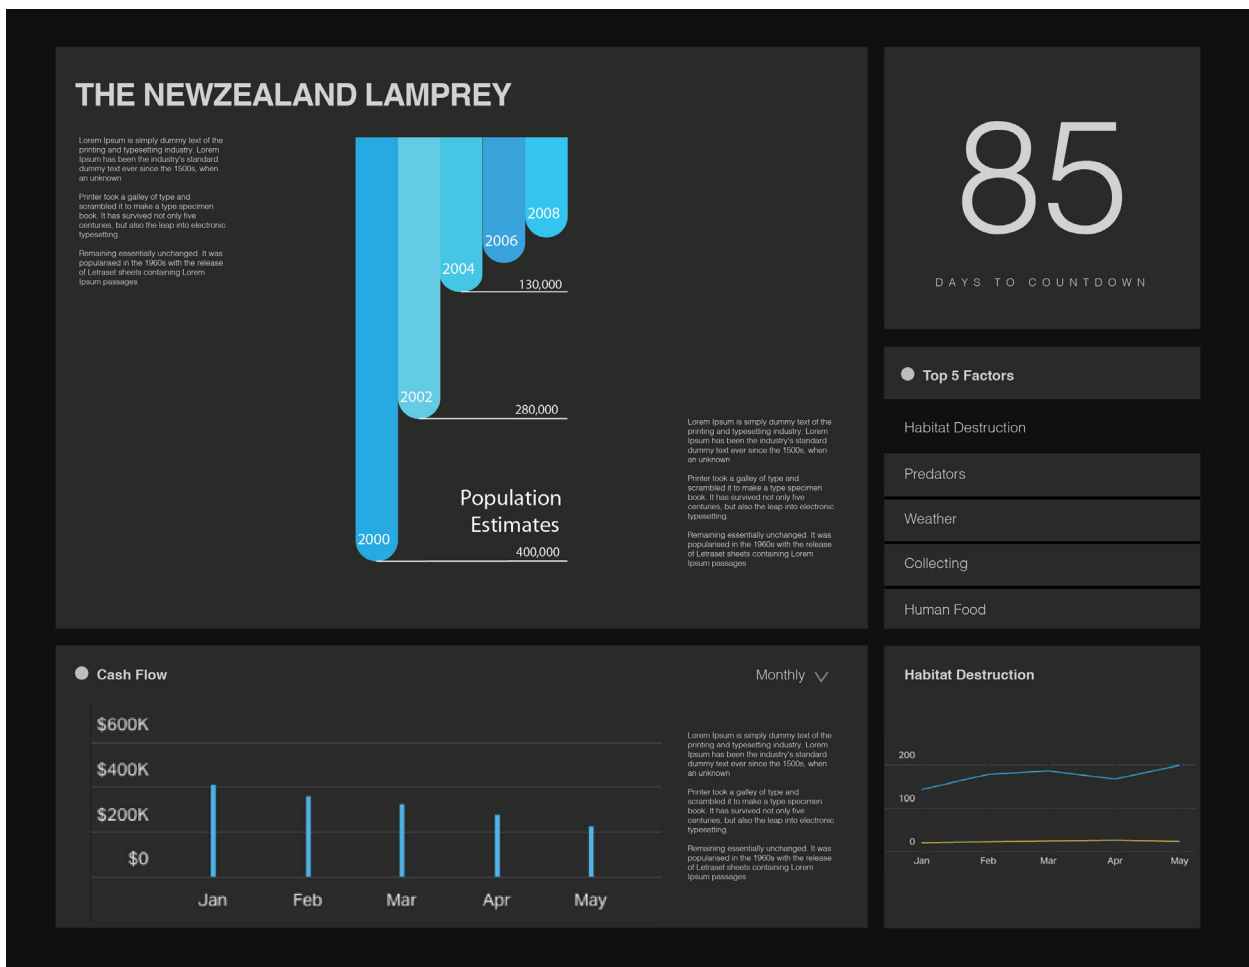 THE NEWZEALAND LAMPREY
Lorem Ipsum is simply dummy text of the
printing and typesetting industry. Lorem
Ipsum has been the industry's standard
dummy text ever since the 1500s, when
an unknown
Printer took a galley of type and
scrambled it to make a type specimen
book. It has survived not only five
centuries, but also the leap into electronic
typesetting.
Remaining essentially unchanged. It was
popularised in the 1960s with the release
of Letraset sheets containing Lorem
Ipsum passages
2008
2006
2004
130,000
2002
280,000
Population
Estimates
2000
400,000
Lorem Ipsum is simply dummy text of the
printing and typesetting industry. Lorem
Ipsum has been the industry's standard
dummy text ever since the 1500s, when
an unknown
Printer took a galley of type and
scrambled it to make a type specimen
book. It has survived not only five
centuries, but also the leap into electronic
typesetting.
Remaining essentially unchanged. It was
popularised in the 1960s with the release
of Letraset sheets containing Lorem
Ipsum passages
85
DAYS TO COUNTDOWN
Top 5 Factors
Habitat Destruction
Predators
Weather
Collecting
Human Food
Cash Flow
Monthly
$600K
$400K
$200K
$0
Jan Feb Mar Apr May
Lorem Ipsum is simply dummy text of the
printing and typesetting industry. Lorem
Ipsum has been the industry's standard
dummy text ever since the 1500s, when
an unknown
Printer took a galley of type and
scrambled it to make a type specimen
book. It has survived not only five
centuries, but also the leap into electronic
typesetting.
Remaining essentially unchanged. It was
popularised in the 1960s with the release
of Letraset sheets containing Lorem
Ipsum passages
Habitat Destruction
200
100
0
Jan Feb Mar Apr May